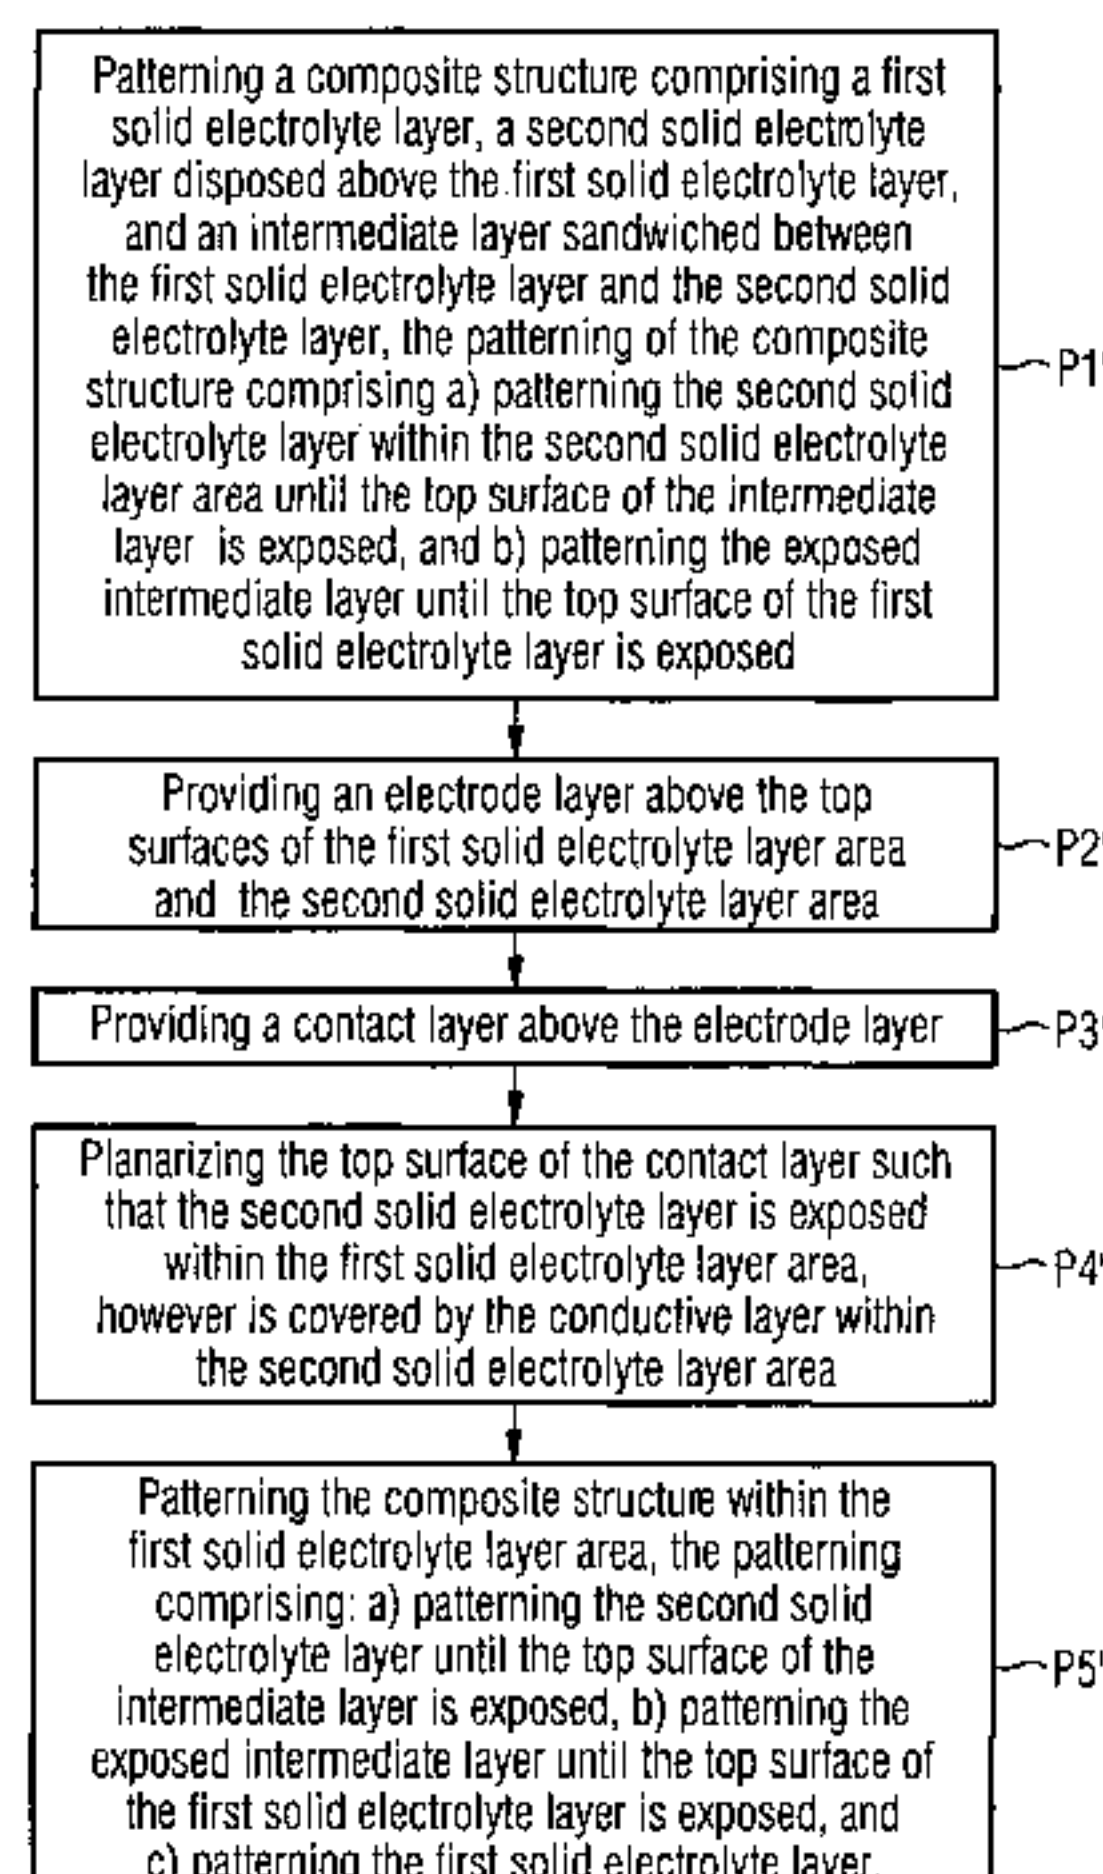 Patterning a composite structure comprising a first
solid electrolyte layer, a second solid electrolyte
layer disposed above the first solid electrolyte layer,
and an intermediate layer sandwiched between
the first solid electrolyte layer and the second solid
electrolyte layer, the patterning of the composite
structure comprising a) patterning the second solid
electrolyte layer within the second solid electrolyte
layer area until the top surface of the intermediate
layer is exposed, and b) patterning the exposed
intermediate layer until the top surface of the first
solid electrolyte layer is exposed
P1'
Providing an electrode layer above the top
surfaces of the first solid electrolyte layer area
and the second solid electrolyte layer area
P2'
Providing a contact layer above the electrode layer
P3'
Planarizing the top surface of the contact layer such
that the second solid electrolyte layer is exposed
within the first solid electrolyte layer area,
however is covered by the conductive layer within
the second solid electrolyte layer area
P4'
Patterning the composite structure within the
first solid electrolyte layer area, the patterning
comprising: a) patterning the second solid
electrolyte layer until the top surface of the
intermediate layer is exposed, b) patterning the
exposed intermediate layer until the top surface of
the first solid electrolyte layer is exposed, and
c) patterning the first solid electrolyte layer.
P5'